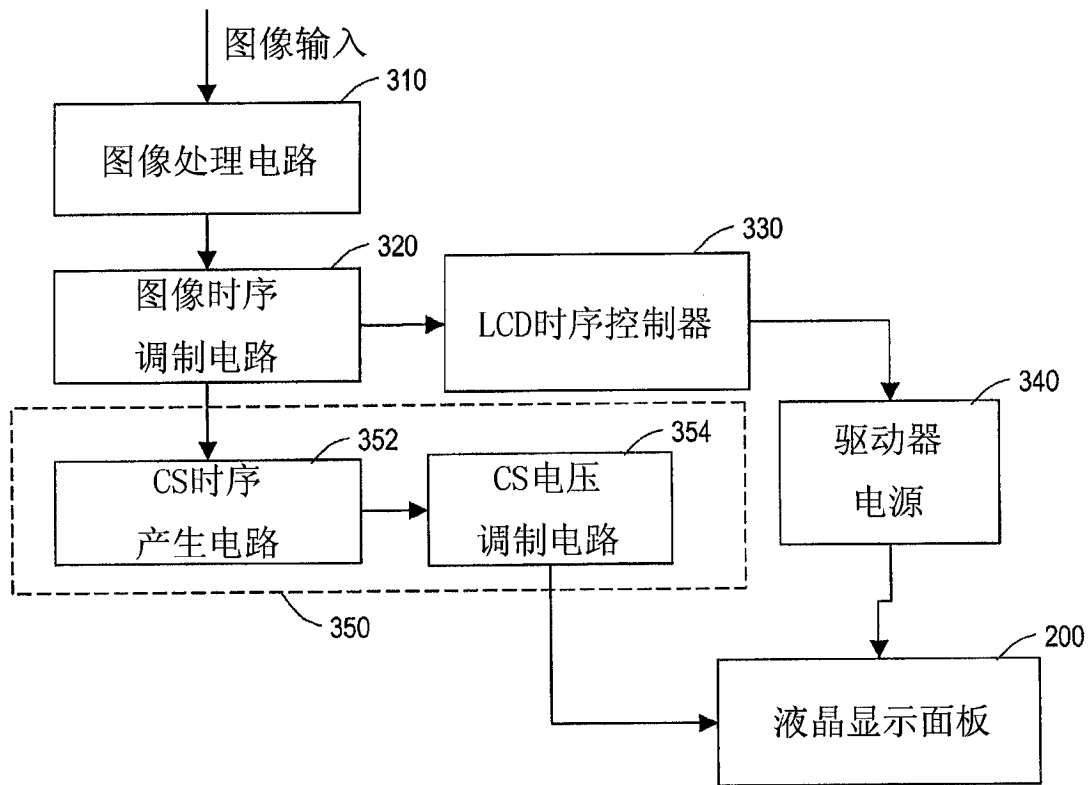 图像输入
310
图像处理电路
320
图像时序
调制电路
330
LCD时序控制器
340
驱动器
电源
352
CS时序
产生电路
354
CS电压
调制电路
350
200
液晶显示面板